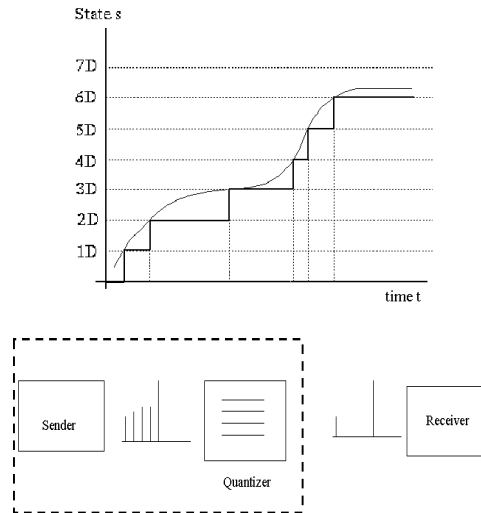 State s
7D
6D
5D
4D
3D
2D
1D
time t
Sender
Quantizer
Receiver